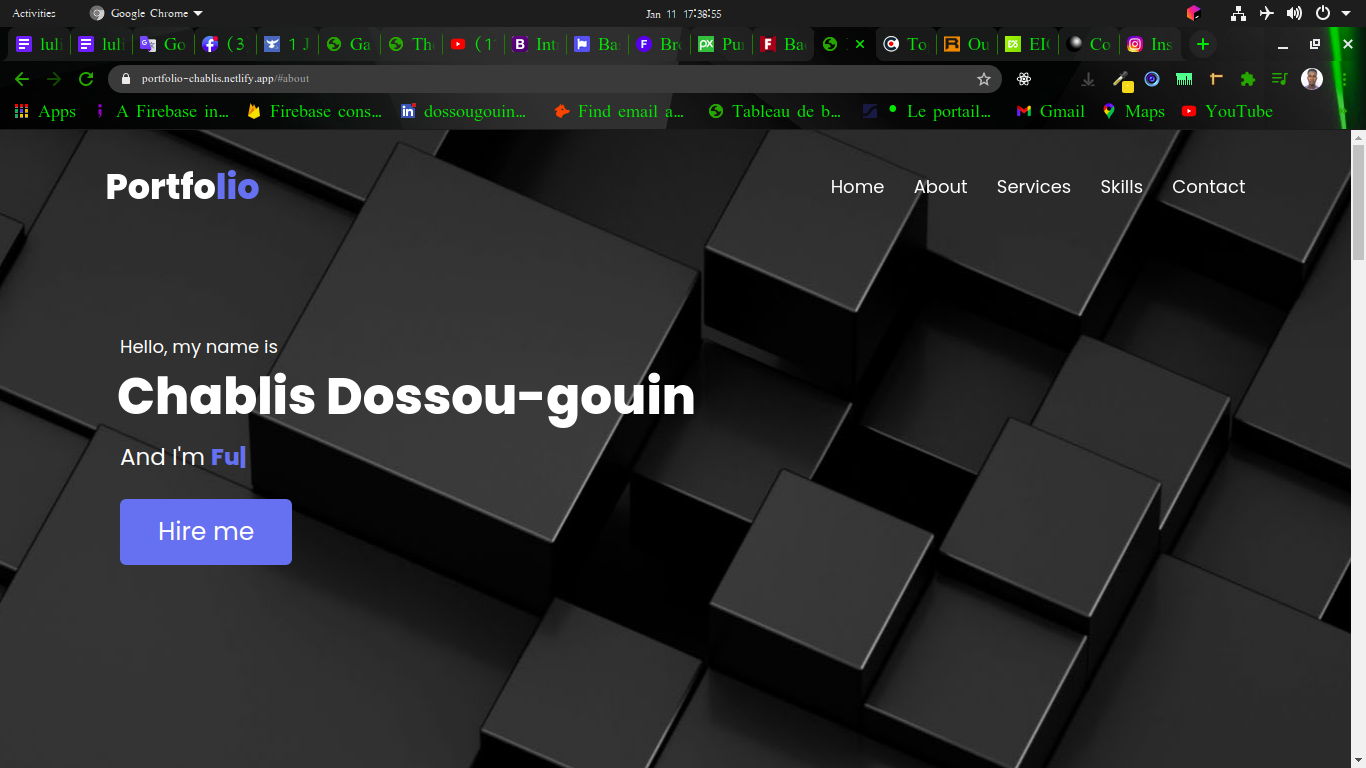 Activities Google Chrome Jan 11 17:38:55
luli luli Go (3 1 J Ga Th (1 Int Ba Br Pu Ba To Ou EI Co Ins
portfolio-chablis.netlify.app/#about
Apps A Firebase in... Firebase cons... dossougouin... Find email a... Tableau de b... Le portail... Gmail Maps YouTube
Portfolio Home About Services Skills Contact
Hello, my name is
Chablis Dossou-gouin
And I'm Fu
Hire me